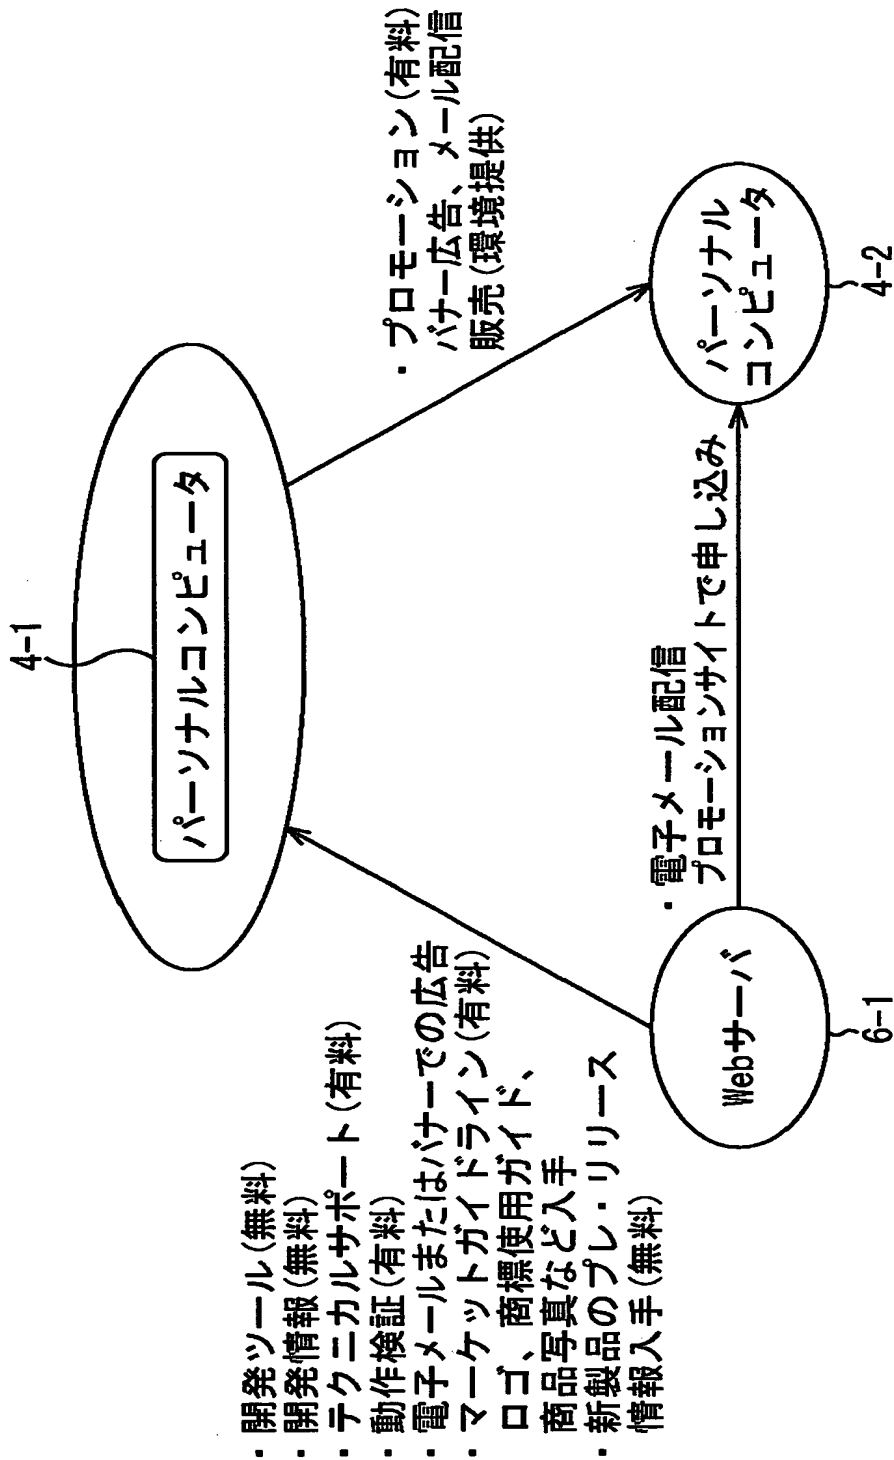 4-1
パーソナルコンピュータ
・開発ツール(無料)
・開発情報(無料)
・テクニカルサポート(有料)
・動作検証(有料)
・電子メールまたはバナーでの広告
・マーケットガイドライン(有料)
ロゴ、商標使用ガイド、
商品写真など入手
・新製品のプレ・リリース
情報入手(無料)
・プロモーション(有料)
バナー広告、メール配信
販売(環境提供)
・電子メール配信
プロモーションサイトで申し込み
Webサーバ
6-1
パーソナル
コンピュータ
4-2